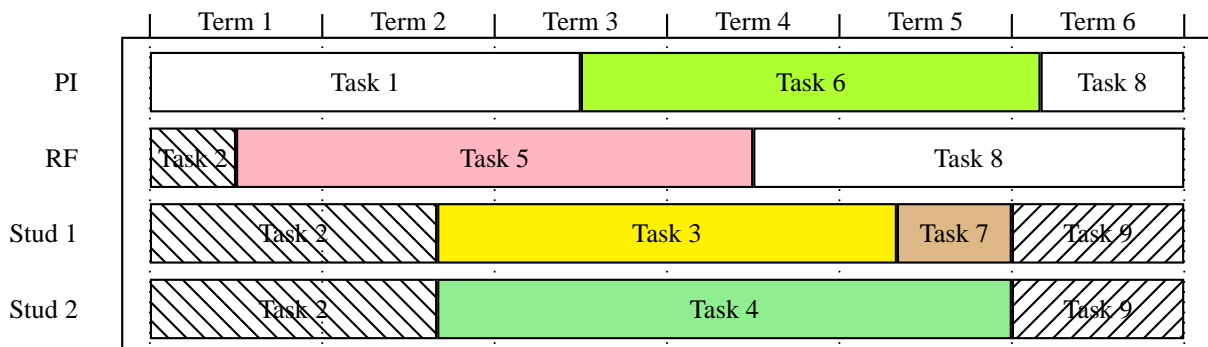 Term 1 Term 2 Term 3 Term 4 Term 5 Term 6
PI Task 1 Task 6 Task 8
RF Task 2 Task 5 Task 8
Stud 1 Task 2 Task 3 Task 7 Task 9
Stud 2 Task 2 Task 4 Task 9